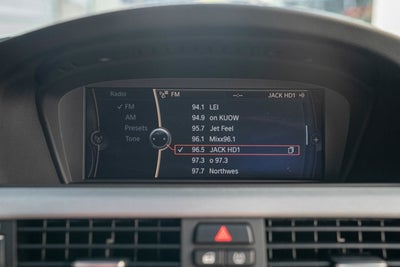 Radio
FM
JACK HD1
✓ FM
AM
Presets
Tone
94.1 LEI
94.9 on KUOW
95.7 Jet Feel
96.1 Mixx96.1
✓ 96.5 JACK HD1
97.3 o 97.3
97.7 Northwes